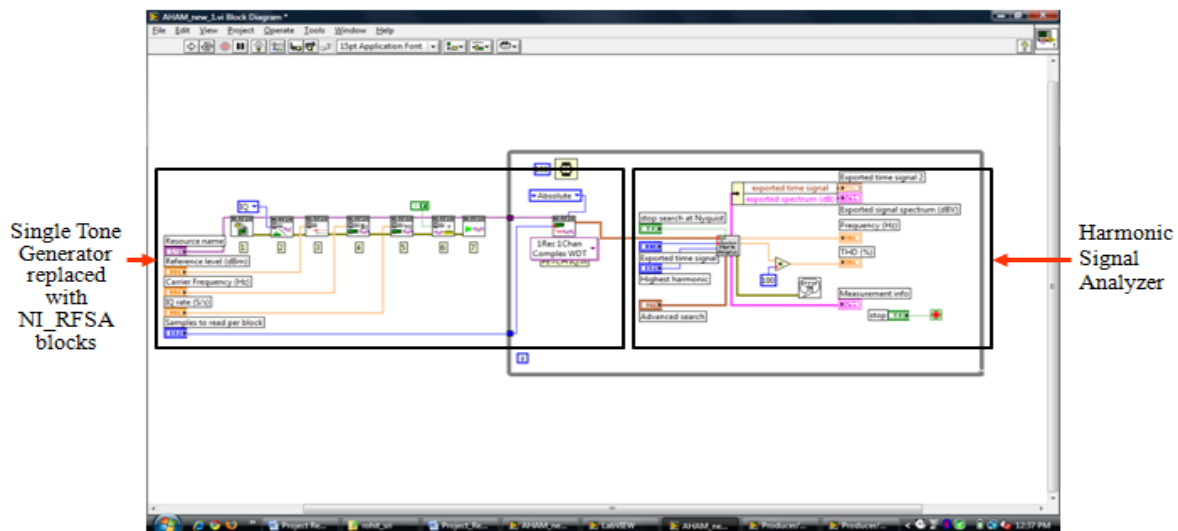 AHAM_new_1.vi Block Diagram *
File Edit View Project Operate Tools Window Help
15pt Application Font
Single Tone
Generator
replaced
with
NI_RFSA
blocks
Harmonic
Signal
Analyzer
IQ
Resource name
Reference level (dBm)
Carrier Frequency (Hz)
IQ rate (S/s)
Samples to read per block
1 2 3 4 5 6 7
Absolute
1Rec 1Chan
Complex WDT
i
stop search at Nyquist
Exported time signal
Highest harmonic
Advanced search
exported time signal
exported spectrum (dB
100
Exported time signal 2
Exported signal spectrum (dBV)
Frequency (Hz)
THD (%)
Measurement info
stop
Project Re... rohit_sri Project_Re... AHAM_ne... LabVIEW AHAM_ne... Producer/... Producer/... 12:37 PM